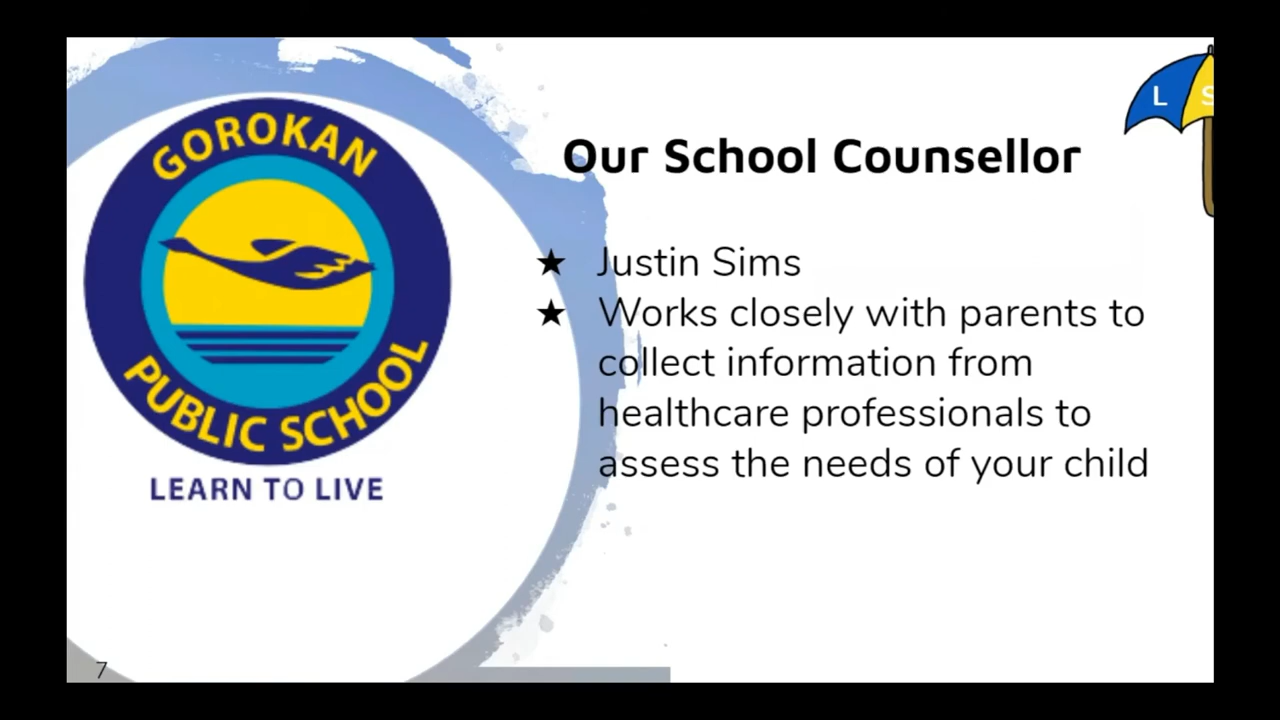 GOROKAN
PUBLIC SCHOOL
LEARN TO LIVE
L S
Our School Counsellor
★ Justin Sims
★ Works closely with parents to
collect information from
healthcare professionals to
assess the needs of your child
7